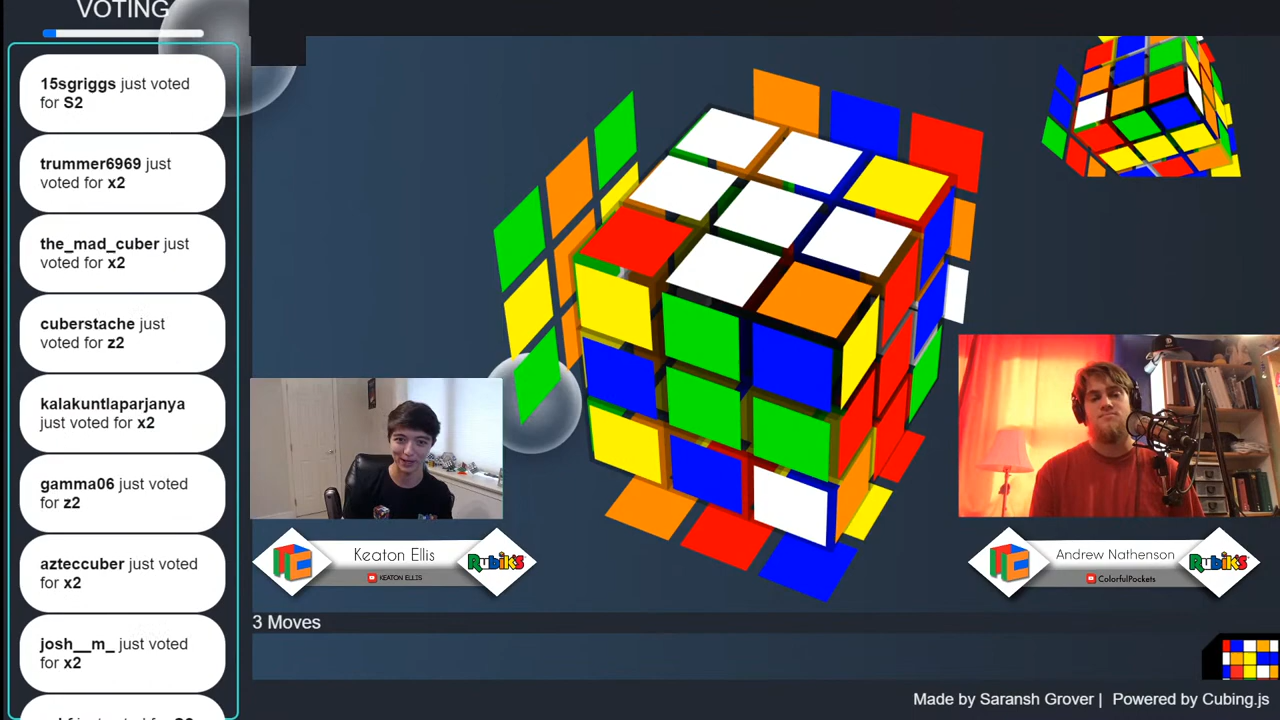 VOTING
15sgriggs just voted
for S2
trummer6969 just
voted for x2
the_mad_cuber just
voted for x2
cuberstache just
voted for z2
kalakuntlaparjanya
just voted for x2
gamma06 just voted
for z2
azteccuber just voted
for x2
josh__m_ just voted
for x2
Keaton Ellis
KEATON ELLIS
RUBIK'S
Andrew Nathenson
ColorfulPockets
RUBIK'S
3 Moves
Made by Saransh Grover | Powered by Cubing.js